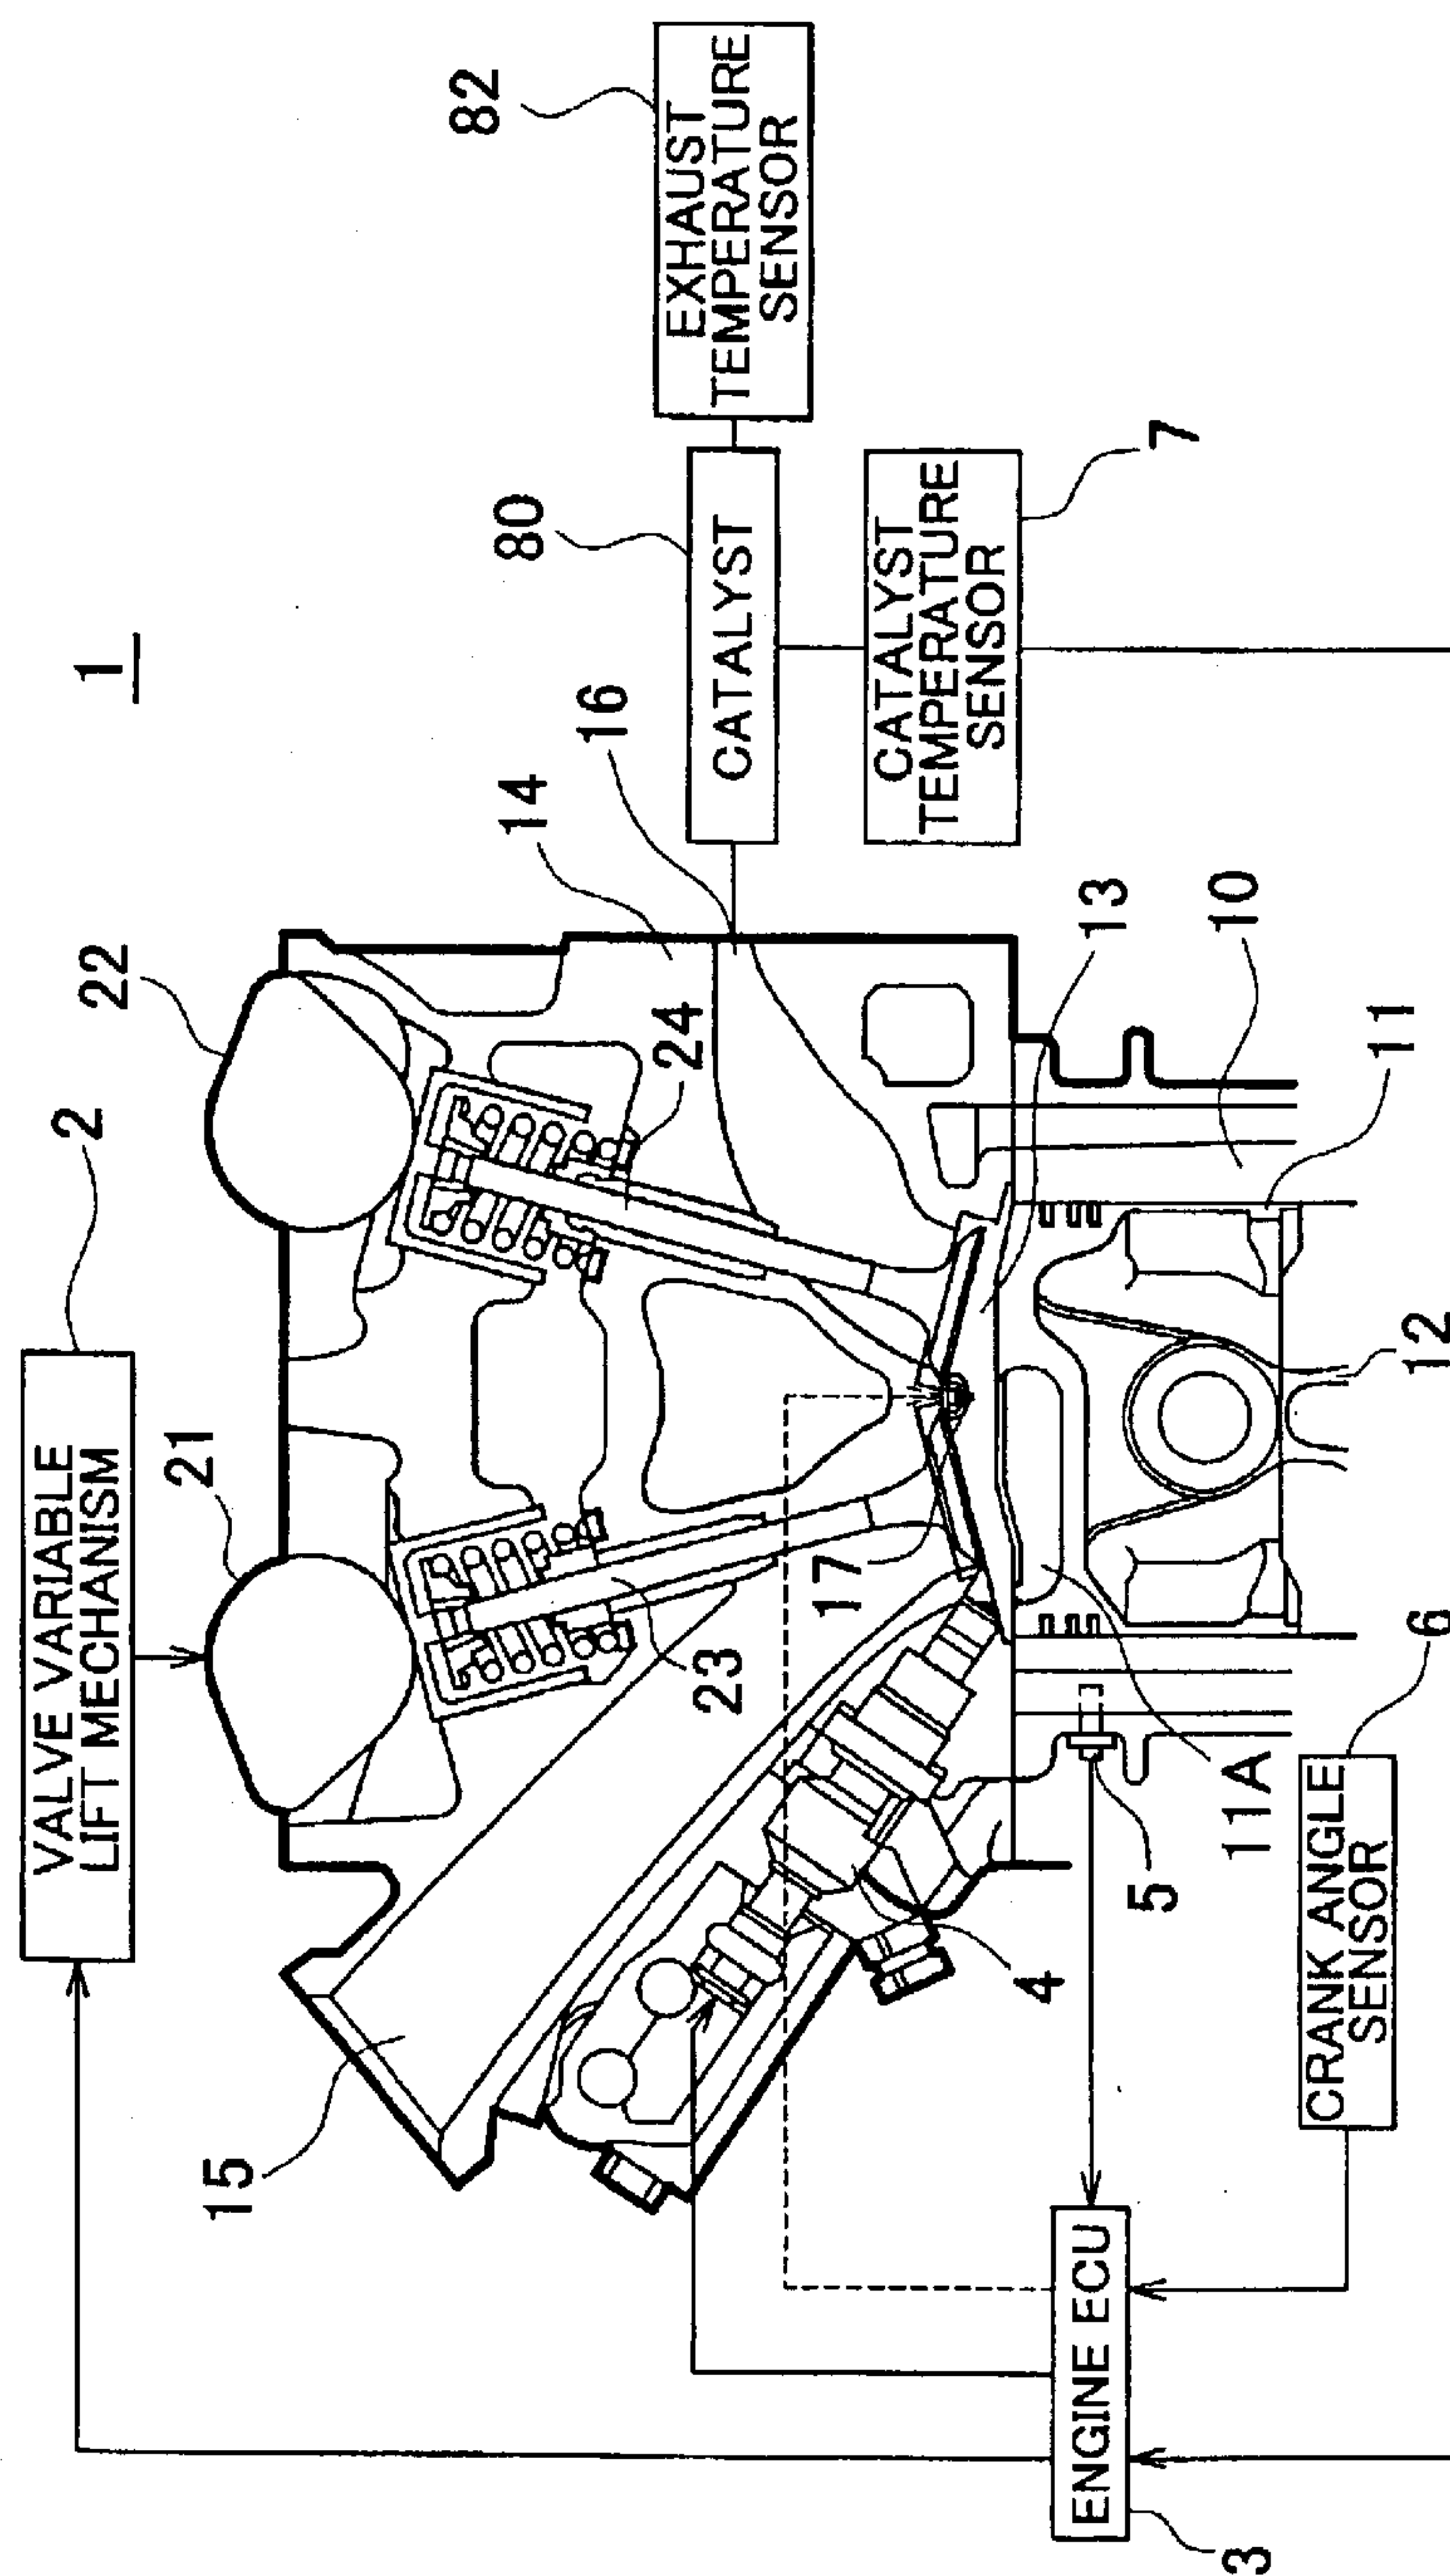 1
2
VALVE VARIABLE
LIFT MECHANISM
21
22
15
23
24
14
16
80
CATALYST
82
EXHAUST
TEMPERATURE
SENSOR
CATALYST
TEMPERATURE
SENSOR
7
17
13
10
11
12
11A
4
5
6
CRANK ANGLE
SENSOR
ENGINE ECU
3